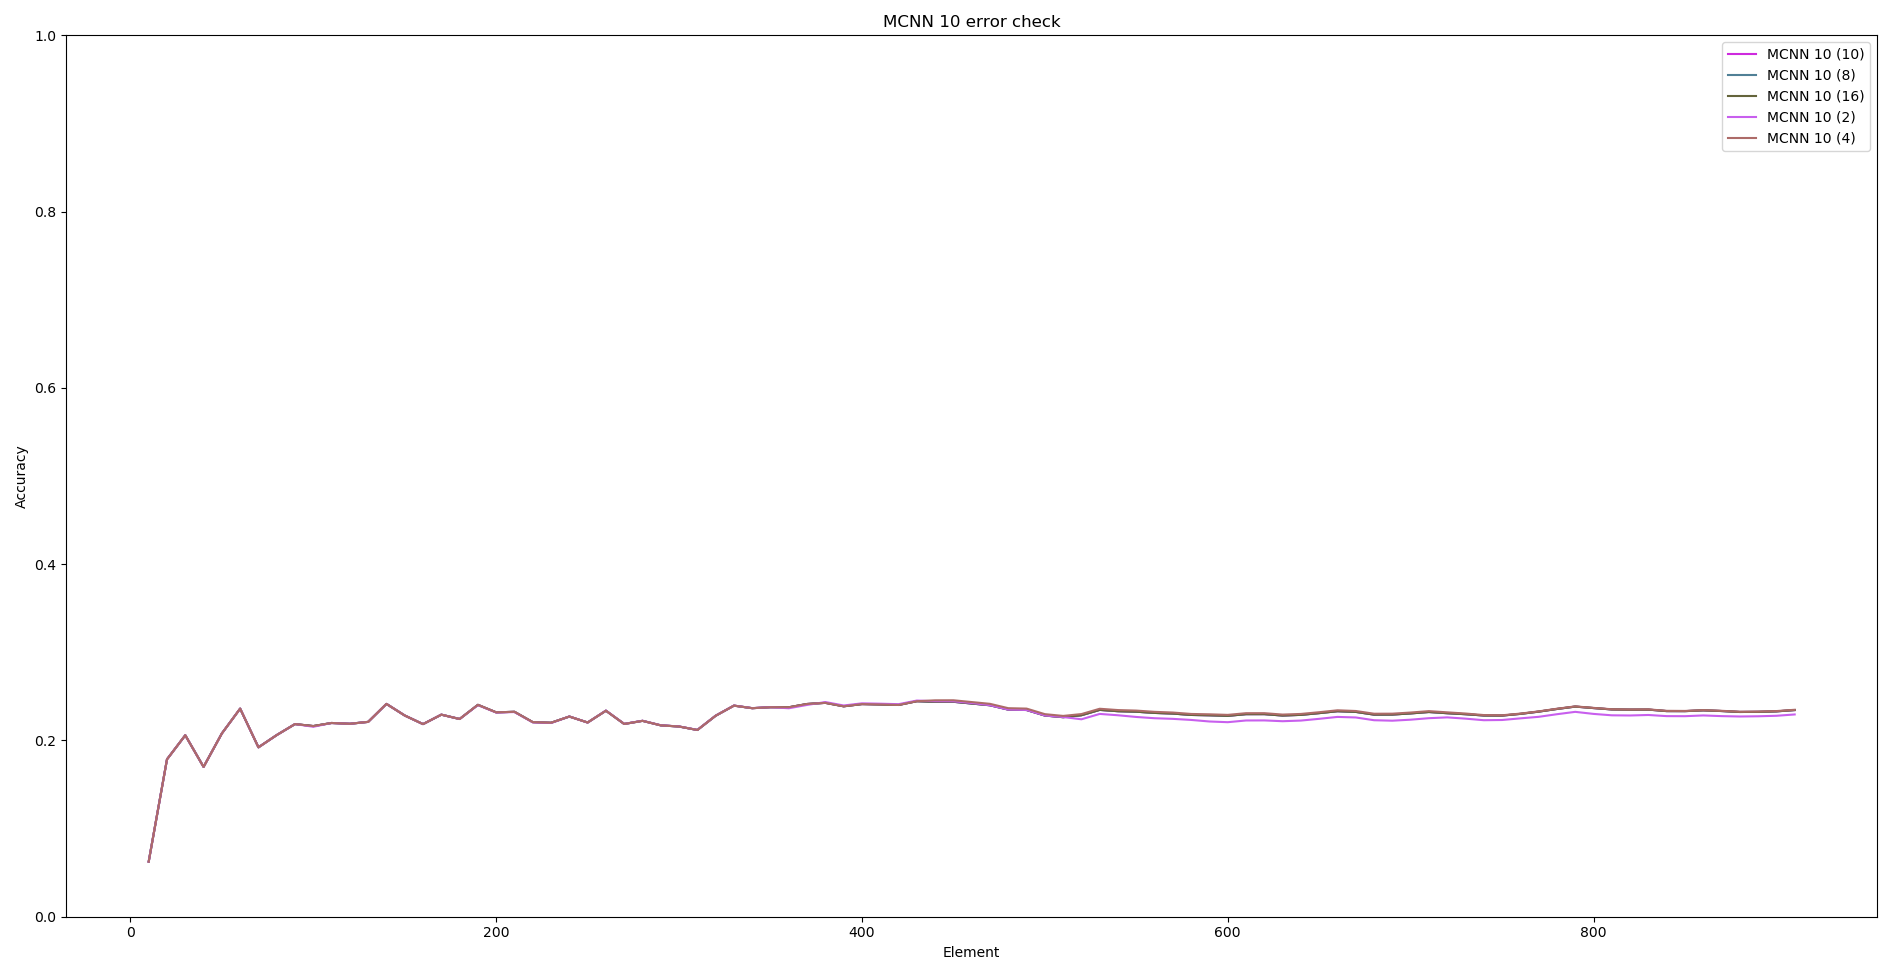 MCNN 10 error check
1.0
0.8
0.6
0.4
0.2
0.0
Accuracy
0
200
400
600
800
Element
MCNN 10 (10)
MCNN 10 (8)
MCNN 10 (16)
MCNN 10 (2)
MCNN 10 (4)